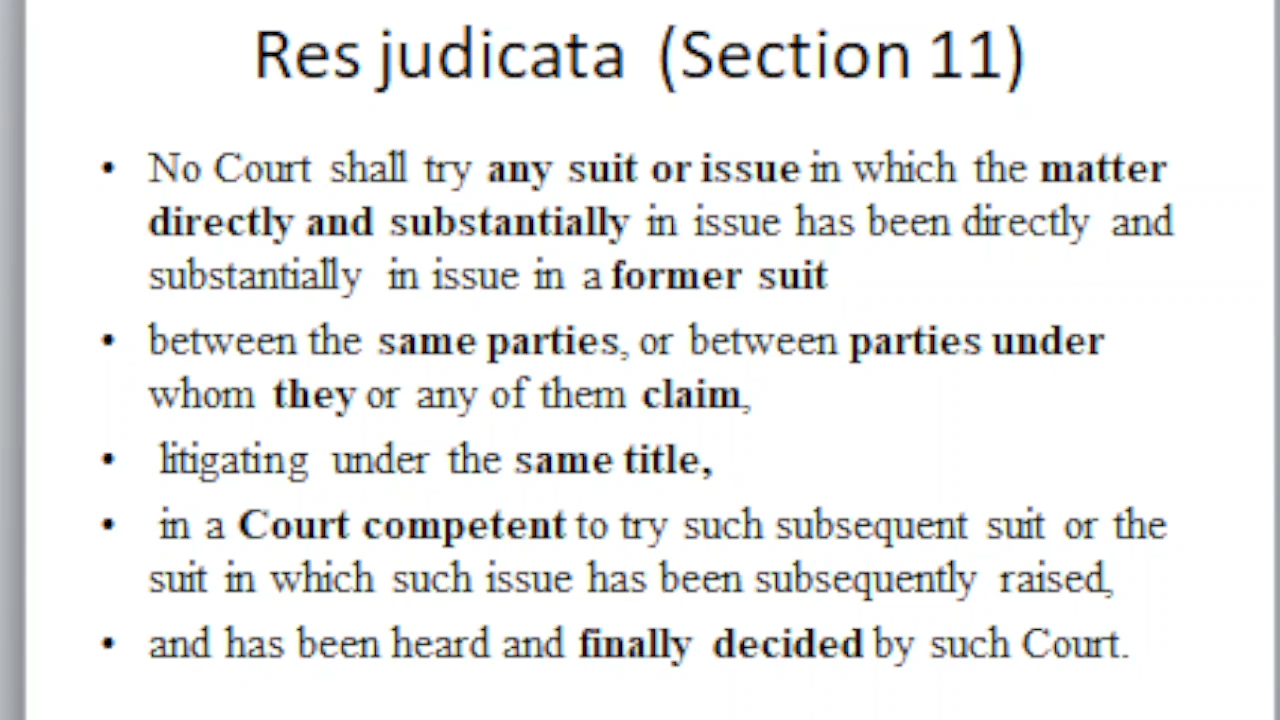 Res judicata (Section 11)
• No Court shall try any suit or issue in which the matter
directly and substantially in issue has been directly and
substantially in issue in a former suit
• between the same parties, or between parties under
whom they or any of them claim,
• litigating under the same title,
• in a Court competent to try such subsequent suit or the
suit in which such issue has been subsequently raised,
• and has been heard and finally decided by such Court.